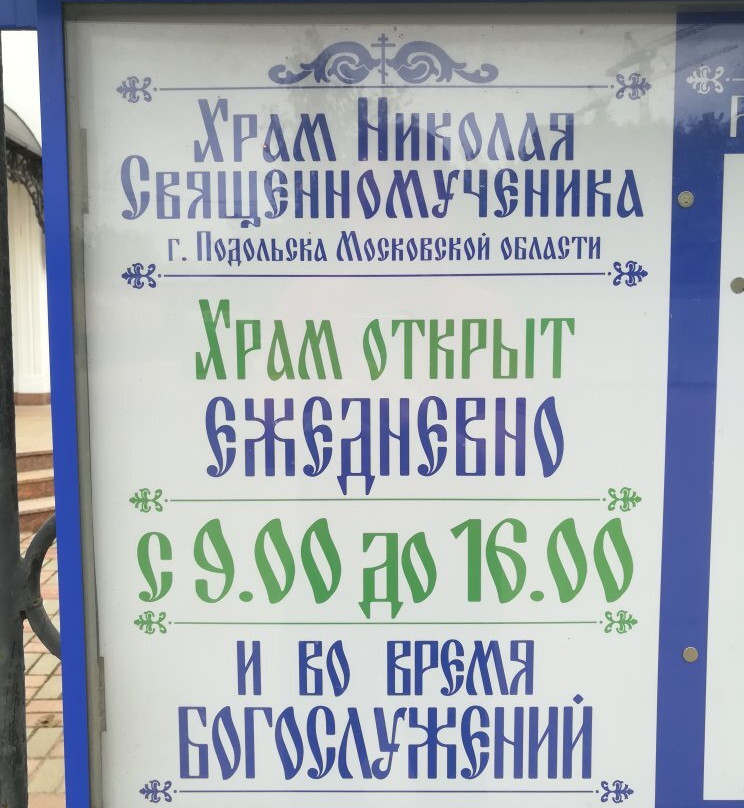 Храм Николая
Священномученика
г. Подольска Московской области
Храм открыт
ежедневно
с 9.00 до 16.00
и во время
богослужений